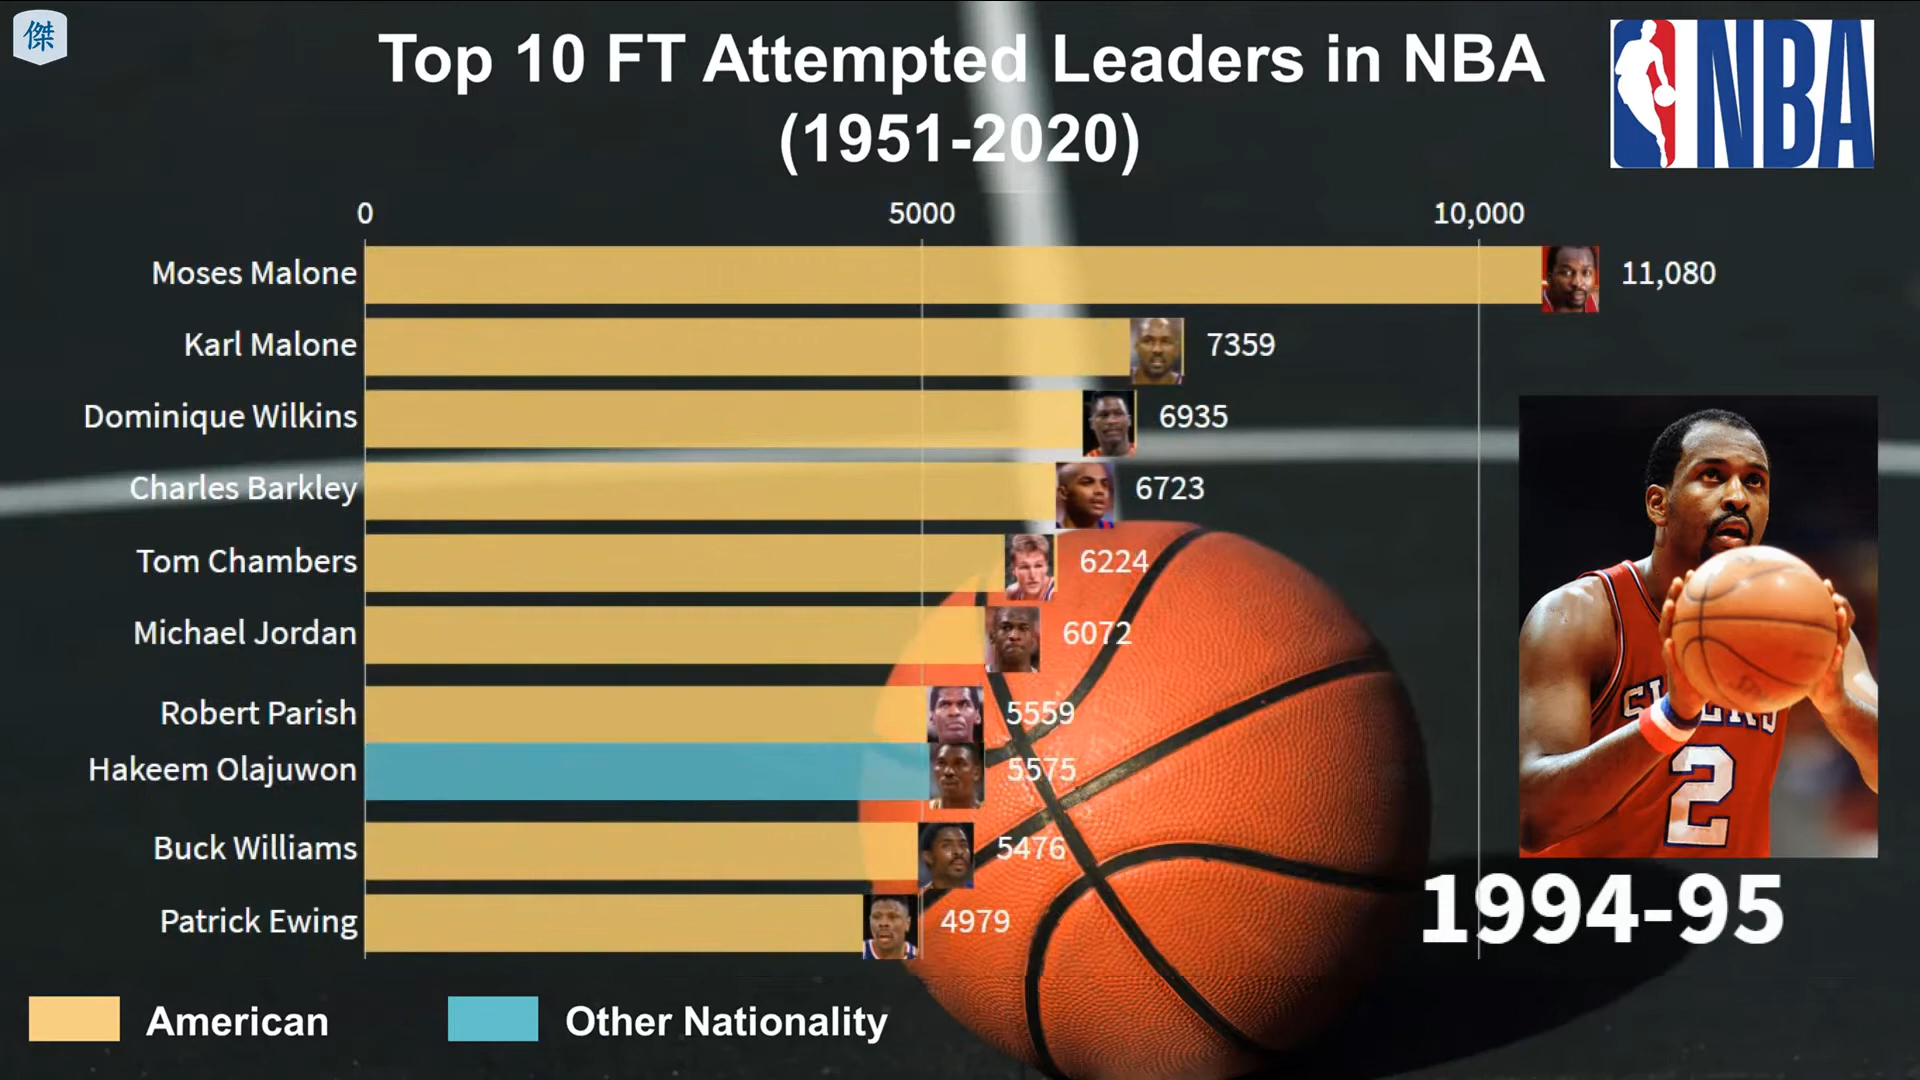 傑
Top 10 FT Attempted Leaders in NBA
(1951-2020)
NBA
0 5000 10,000
Moses Malone 11,080
Karl Malone 7359
Dominique Wilkins 6935
Charles Barkley 6723
Tom Chambers 6224
Michael Jordan 6072
Robert Parish 5559
Hakeem Olajuwon 5575
Buck Williams 5476
Patrick Ewing 4979
2
1994-95
American Other Nationality